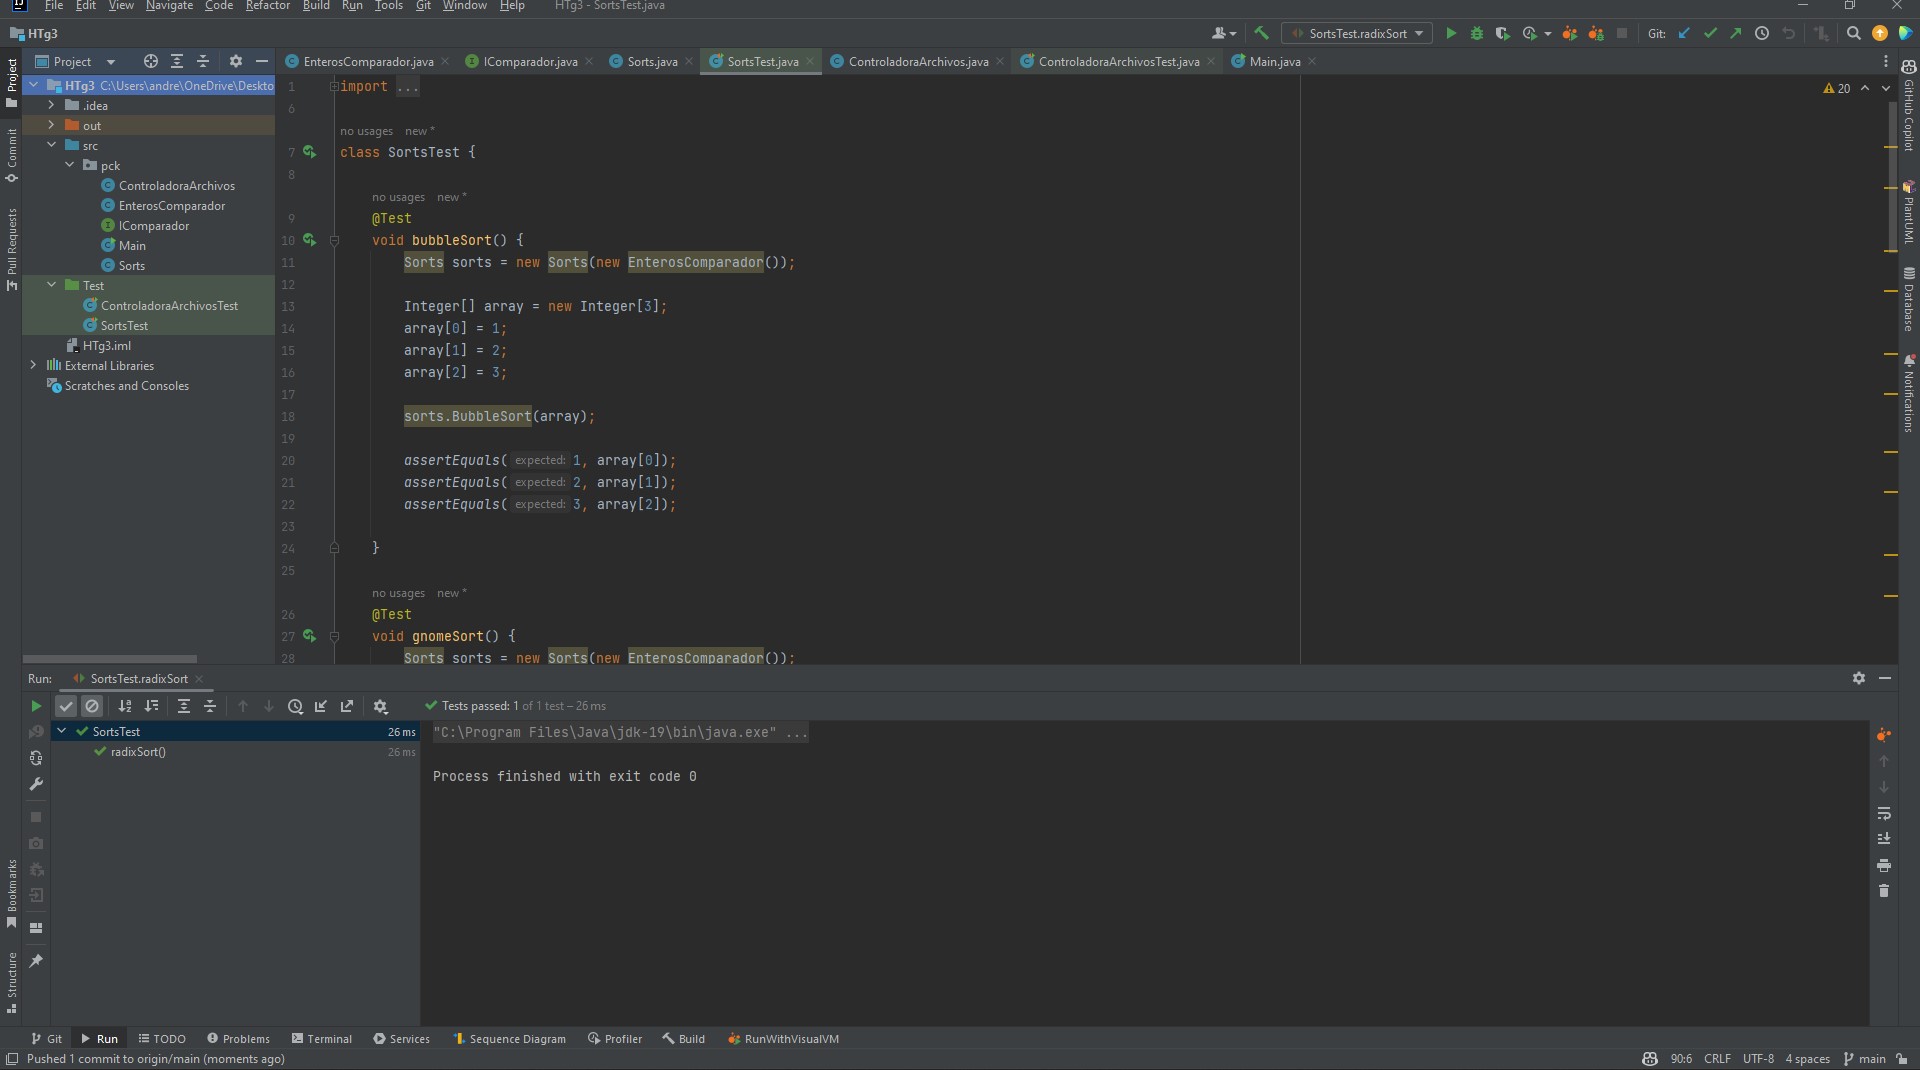 File Edit View Navigate Code Refactor Build Run Tools Git Window Help HTg3 - SortsTest.java
HTg3
SortsTest.radixSort
Git:
Project
EnterosComparador.java
IComparador.java
Sorts.java
SortsTest.java
ControladoraArchivos.java
ControladoraArchivosTest.java
Main.java
HTg3 C:\Users\andre\OneDrive\Deskto
.idea
out
src
pck
ControladoraArchivos
EnterosComparador
IComparador
Main
Sorts
Test
ControladoraArchivosTest
SortsTest
HTg3.iml
External Libraries
Scratches and Consoles
Project
Commit
Pull Requests
Bookmarks
Structure
1 import ...
6
no usages new *
7 class SortsTest {
8
no usages new *
9 @Test
10 void bubbleSort() {
11 Sorts sorts = new Sorts(new EnterosComparador());
12
13 Integer[] array = new Integer[3];
14 array[0] = 1;
15 array[1] = 2;
16 array[2] = 3;
17
18 sorts.BubbleSort(array);
19
20 assertEquals( expected: 1, array[0]);
21 assertEquals( expected: 2, array[1]);
22 assertEquals( expected: 3, array[2]);
23
24 }
25
no usages new *
26 @Test
27 void gnomeSort() {
28 Sorts sorts = new Sorts(new EnterosComparador());
20
GitHub Copilot
PlantUML
Database
Notifications
Run: SortsTest.radixSort
Tests passed: 1 of 1 test – 26 ms
SortsTest 26 ms
radixSort() 26 ms
"C:\Program Files\Java\jdk-19\bin\java.exe" ...
Process finished with exit code 0
Git Run TODO Problems Terminal Services Sequence Diagram Profiler Build RunWithVisualVM
Pushed 1 commit to origin/main (moments ago)
90:6 CRLF UTF-8 4 spaces main